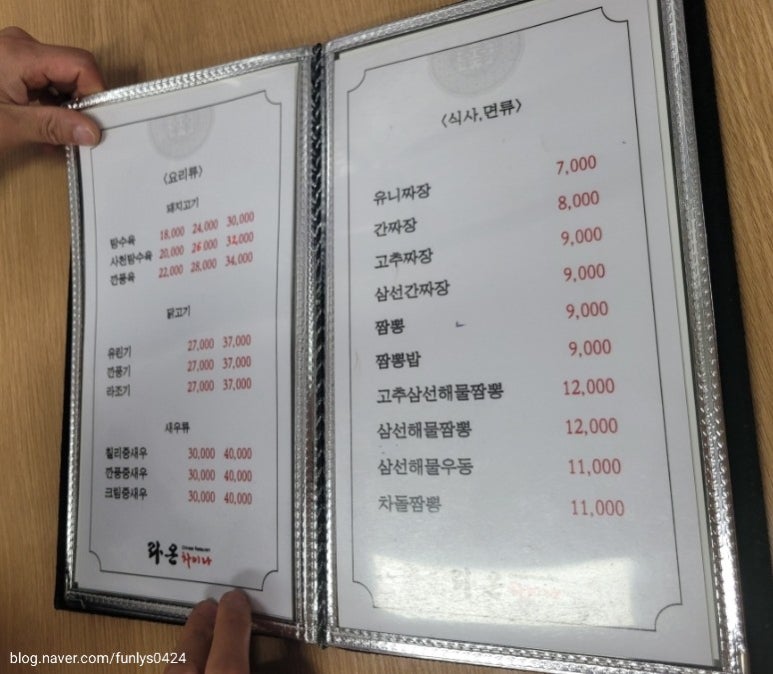 <요리류>
돼지고기
탕수육 18,000 24,000 30,000
사천탕수육 20,000 26,000 32,000
깐풍육 22,000 28,000 34,000
닭고기
유린기 27,000 37,000
깐풍기 27,000 37,000
라조기 27,000 37,000
새우류
칠리중새우 30,000 40,000
깐풍중새우 30,000 40,000
크림중새우 30,000 40,000
라·온 차이나
<식사,면류>
유니짜장 7,000
간짜장 8,000
고추짜장 9,000
삼선간짜장 9,000
짬뽕 9,000
짬뽕밥 9,000
고추삼선해물짬뽕 12,000
삼선해물짬뽕 12,000
삼선해물우동 11,000
차돌짬뽕 11,000
라·온
blog.naver.com/funlys0424